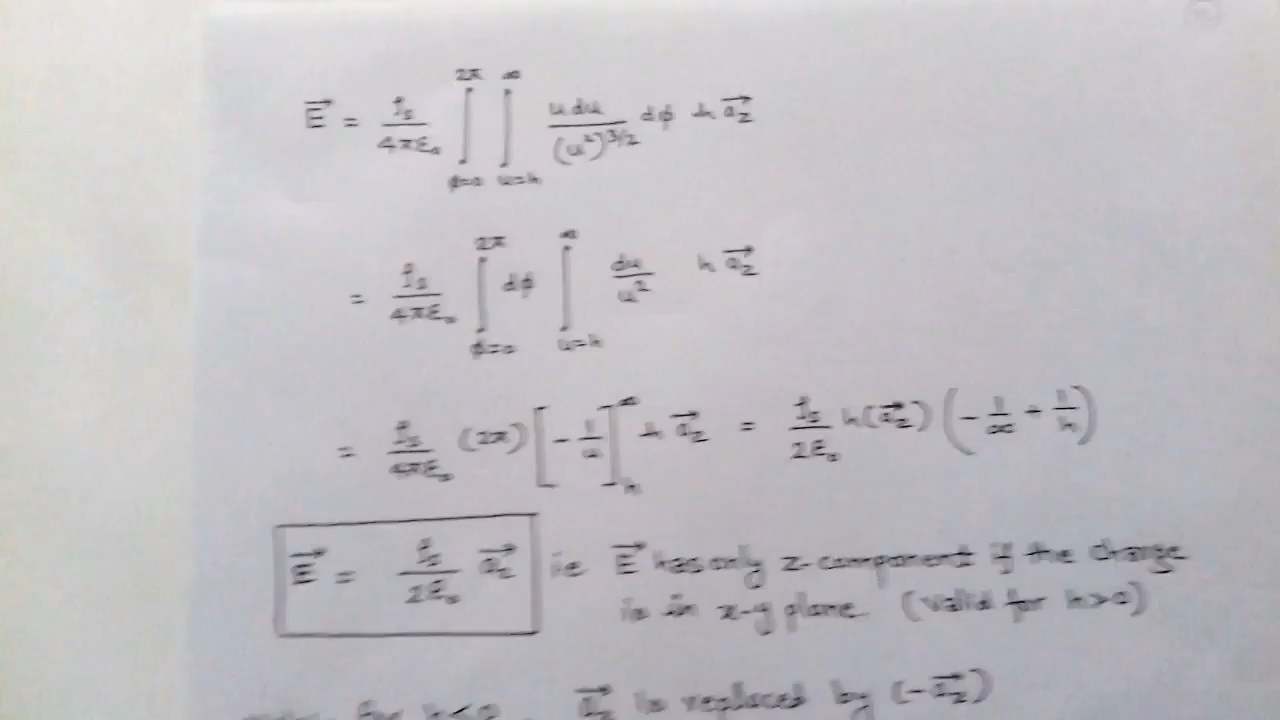 E⃗ = ρs/4πε₀ ∫_{φ=0}^{2π} ∫_{u=h}^{∞} u du/(u²)^{3/2} dφ h a⃗z
= ρs/4πε₀ ∫_{φ=0}^{2π} dφ ∫_{u=h}^{∞} du/u² h a⃗z
= ρs/4πε₀ (2π) [-1/u]_{h}^{∞} h a⃗z = ρs/2ε₀ h(a⃗z) (-1/∞ + 1/h)
E⃗ = ρs/2ε₀ a⃗z ie E⃗ has only z-component if the charge
is in x-y plane. (valid for h>0)
for h<0, a⃗z is replaced by (-a⃗z)